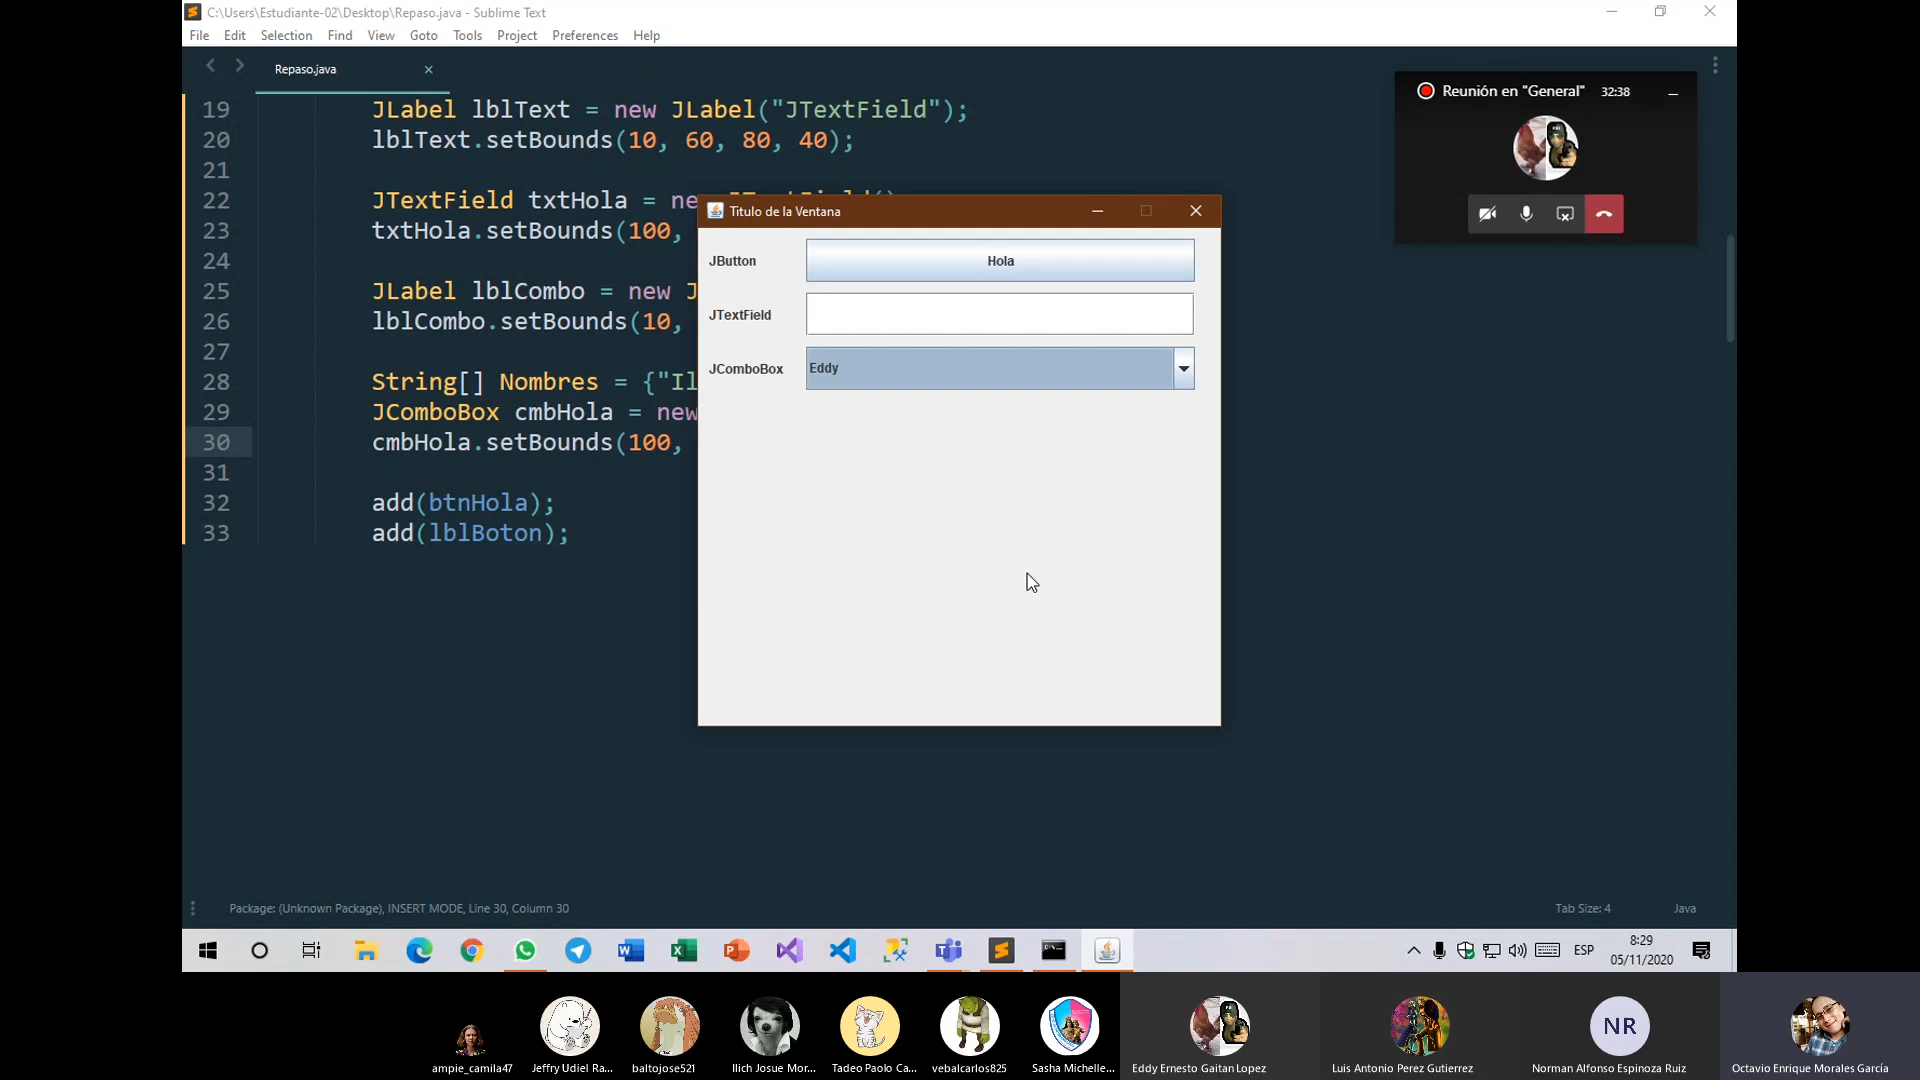 C:\Users\Estudiante-02\Desktop\Repaso.java - Sublime Text
File Edit Selection Find View Goto Tools Project Preferences Help
Repaso.java
19 JLabel lblText = new JLabel("JTextField");
20 lblText.setBounds(10, 60, 80, 40);
21
22 JTextField txtHola = new
23 txtHola.setBounds(100,
24
25 JLabel lblCombo = new J
26 lblCombo.setBounds(10,
27
28 String[] Nombres = {"Il
29 JComboBox cmbHola = new
30 cmbHola.setBounds(100,
31
32 add(btnHola);
33 add(lblBoton);
Titulo de la Ventana
JButton Hola
JTextField
JComboBox Eddy
Reunión en "General" 32:38
Package: (Unknown Package), INSERT MODE, Line 30, Column 30 Tab Size: 4 Java
ESP 8:29
05/11/2020
NR
ampie_camila47 Jeffry Udiel Ra... baltojose521 Ilich Josue Mor... Tadeo Paolo Ca... vebalcarlos825 Sasha Michelle... Eddy Ernesto Gaitan Lopez Luis Antonio Perez Gutierrez Norman Alfonso Espinoza Ruiz Octavio Enrique Morales García